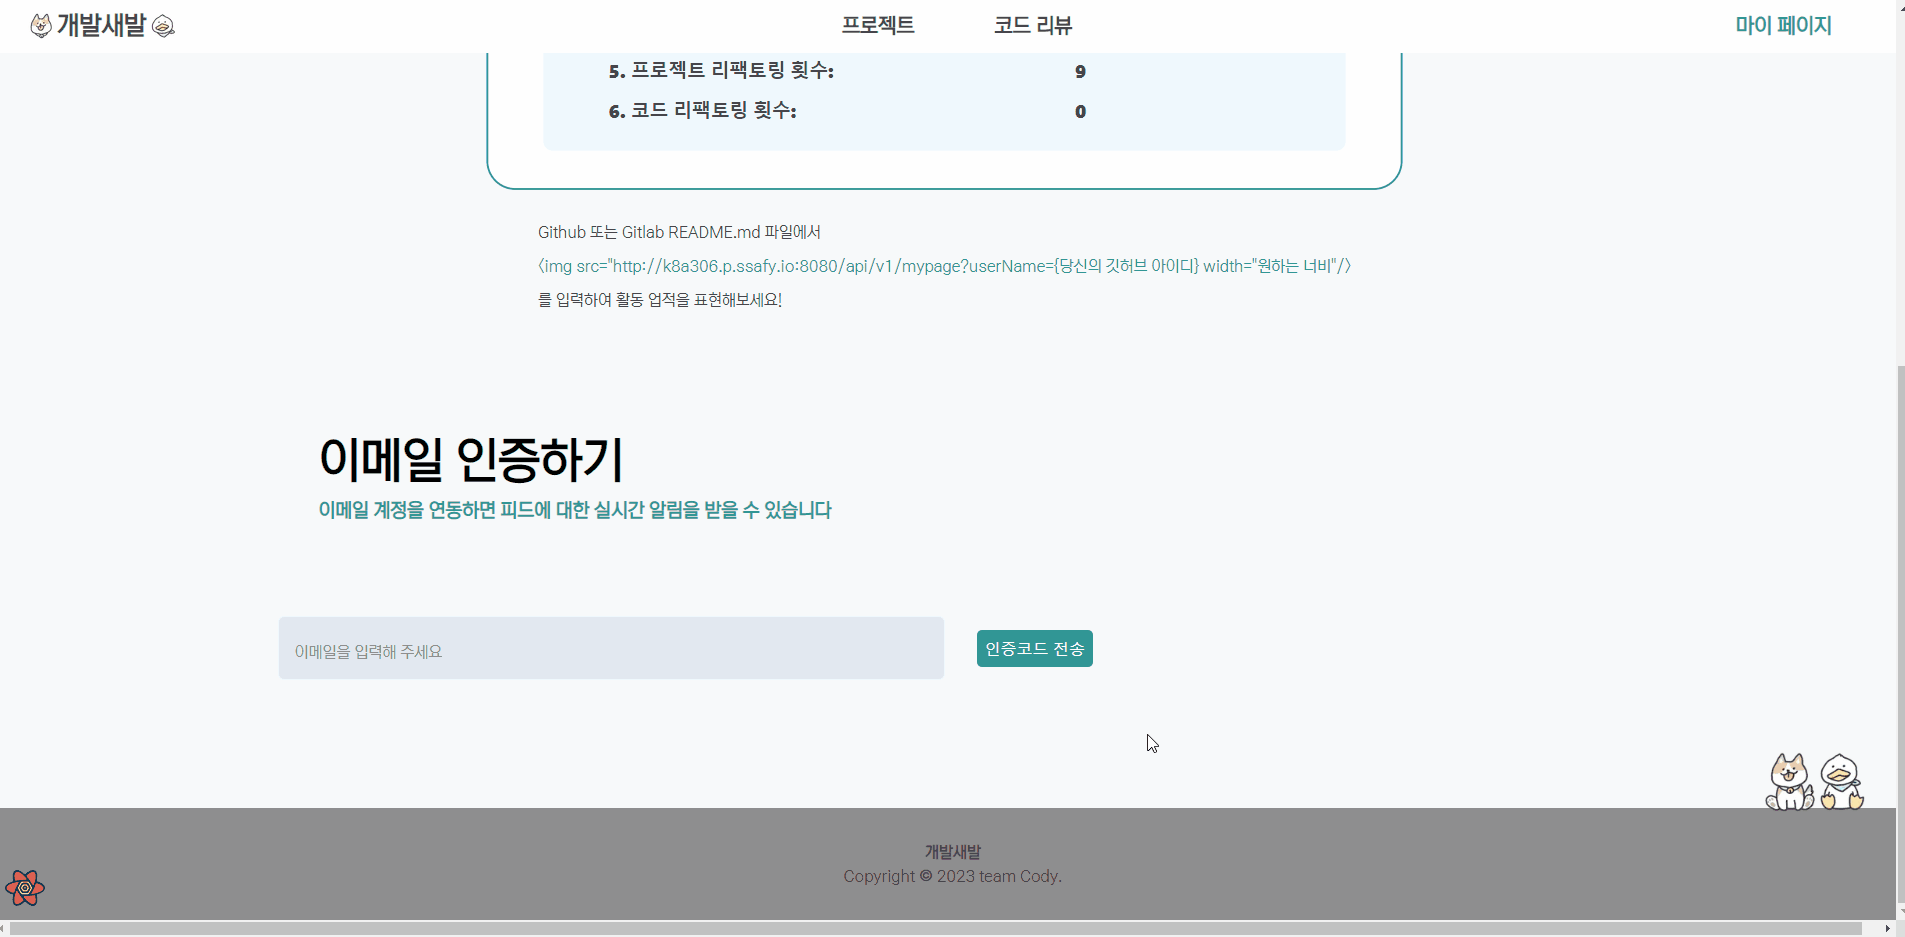 개발새발
프로젝트
코드 리뷰
마이 페이지
5. 프로젝트 리팩토링 횟수: 9
6. 코드 리팩토링 횟수: 0
Github 또는 Gitlab README.md 파일에서
<img src="http://k8a306.p.ssafy.io:8080/api/v1/mypage?userName={당신의 깃허브 아이디} width="원하는 너비"/>
를 입력하여 활동 업적을 표현해보세요!
이메일 인증하기
이메일 계정을 연동하면 피드에 대한 실시간 알림을 받을 수 있습니다
이메일을 입력해 주세요
인증코드 전송
개발새발
Copyright © 2023 team Cody.